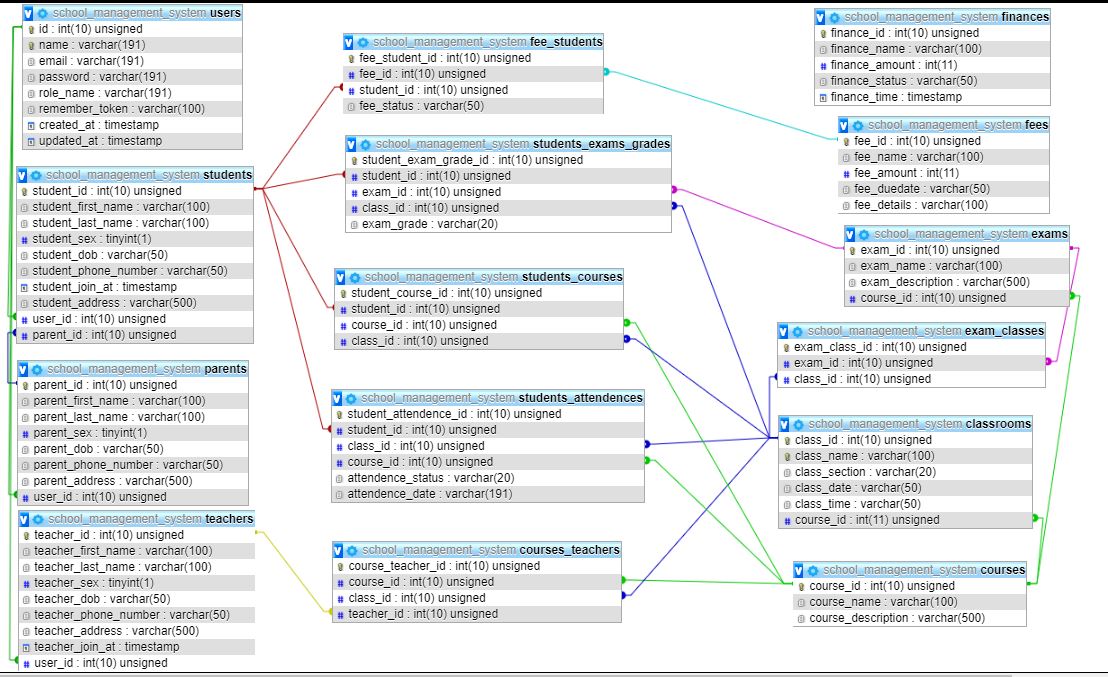 school_management_system users
id : int(10) unsigned
name : varchar(191)
email : varchar(191)
password : varchar(191)
role_name : varchar(191)
remember_token : varchar(100)
created_at : timestamp
updated_at : timestamp
school_management_system students
student_id : int(10) unsigned
student_first_name : varchar(100)
student_last_name : varchar(100)
student_sex : tinyint(1)
student_dob : varchar(50)
student_phone_number : varchar(50)
student_join_at : timestamp
student_address : varchar(500)
user_id : int(10) unsigned
parent_id : int(10) unsigned
school_management_system parents
parent_id : int(10) unsigned
parent_first_name : varchar(100)
parent_last_name : varchar(100)
parent_sex : tinyint(1)
parent_dob : varchar(50)
parent_phone_number : varchar(50)
parent_address : varchar(500)
user_id : int(10) unsigned
school_management_system teachers
teacher_id : int(10) unsigned
teacher_first_name : varchar(100)
teacher_last_name : varchar(100)
teacher_sex : tinyint(1)
teacher_dob : varchar(50)
teacher_phone_number : varchar(50)
teacher_address : varchar(500)
teacher_join_at : timestamp
user_id : int(10) unsigned
school_management_system fee_students
fee_student_id : int(10) unsigned
fee_id : int(10) unsigned
student_id : int(10) unsigned
fee_status : varchar(50)
school_management_system students_exams_grades
student_exam_grade_id : int(10) unsigned
student_id : int(10) unsigned
exam_id : int(10) unsigned
class_id : int(10) unsigned
exam_grade : varchar(20)
school_management_system students_courses
student_course_id : int(10) unsigned
student_id : int(10) unsigned
course_id : int(10) unsigned
class_id : int(10) unsigned
school_management_system students_attendences
student_attendence_id : int(10) unsigned
student_id : int(10) unsigned
class_id : int(10) unsigned
course_id : int(10) unsigned
attendence_status : varchar(20)
attendence_date : varchar(191)
school_management_system courses_teachers
course_teacher_id : int(10) unsigned
course_id : int(10) unsigned
class_id : int(10) unsigned
teacher_id : int(10) unsigned
school_management_system finances
finance_id : int(10) unsigned
finance_name : varchar(100)
finance_amount : int(11)
finance_status : varchar(50)
finance_time : timestamp
school_management_system fees
fee_id : int(10) unsigned
fee_name : varchar(100)
fee_amount : int(11)
fee_duedate : varchar(50)
fee_details : varchar(100)
school_management_system exams
exam_id : int(10) unsigned
exam_name : varchar(100)
exam_description : varchar(500)
course_id : int(10) unsigned
school_management_system exam_classes
exam_class_id : int(10) unsigned
exam_id : int(10) unsigned
class_id : int(10) unsigned
school_management_system classrooms
class_id : int(10) unsigned
class_name : varchar(100)
class_section : varchar(20)
class_date : varchar(50)
class_time : varchar(50)
course_id : int(11) unsigned
school_management_system courses
course_id : int(10) unsigned
course_name : varchar(100)
course_description : varchar(500)